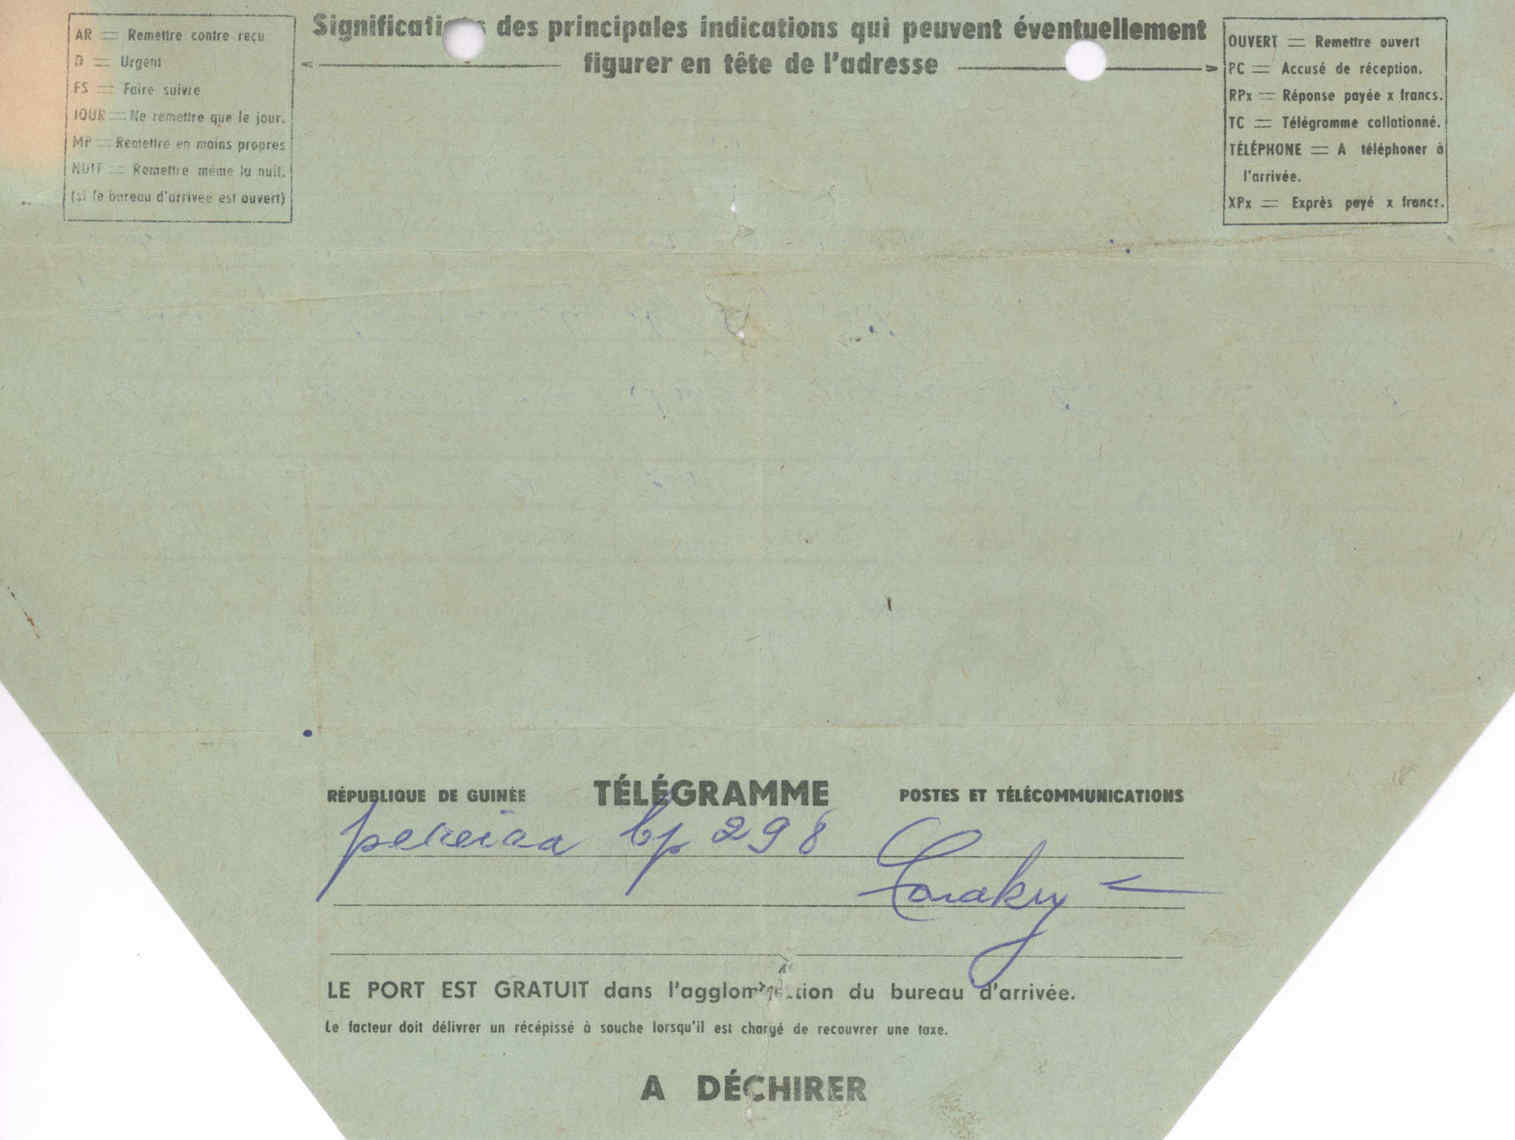 Significations des principales indications qui peuvent éventuellement
figurer en tête de l'adresse
AR = Remettre contre reçu
D = Urgent
FS = Faire suivre
JOUR = Ne remettre que le jour.
MP = Remettre en mains propres
NUIT = Remettre même la nuit.
(si le bureau d'arrivée est ouvert)
OUVERT = Remettre ouvert
PC = Accusé de réception.
RPx = Réponse payée x francs.
TC = Télégramme collationné.
TÉLÉPHONE = A téléphoner à
l'arrivée.
XPx = Exprès payé x francs.
RÉPUBLIQUE DE GUINÉE TÉLÉGRAMME POSTES ET TÉLÉCOMMUNICATIONS
bp 298
Conakry
LE PORT EST GRATUIT dans l'agglomération du bureau d'arrivée.
Le facteur doit délivrer un récépissé à souche lorsqu'il est chargé de recouvrer une taxe.
A DÉCHIRER